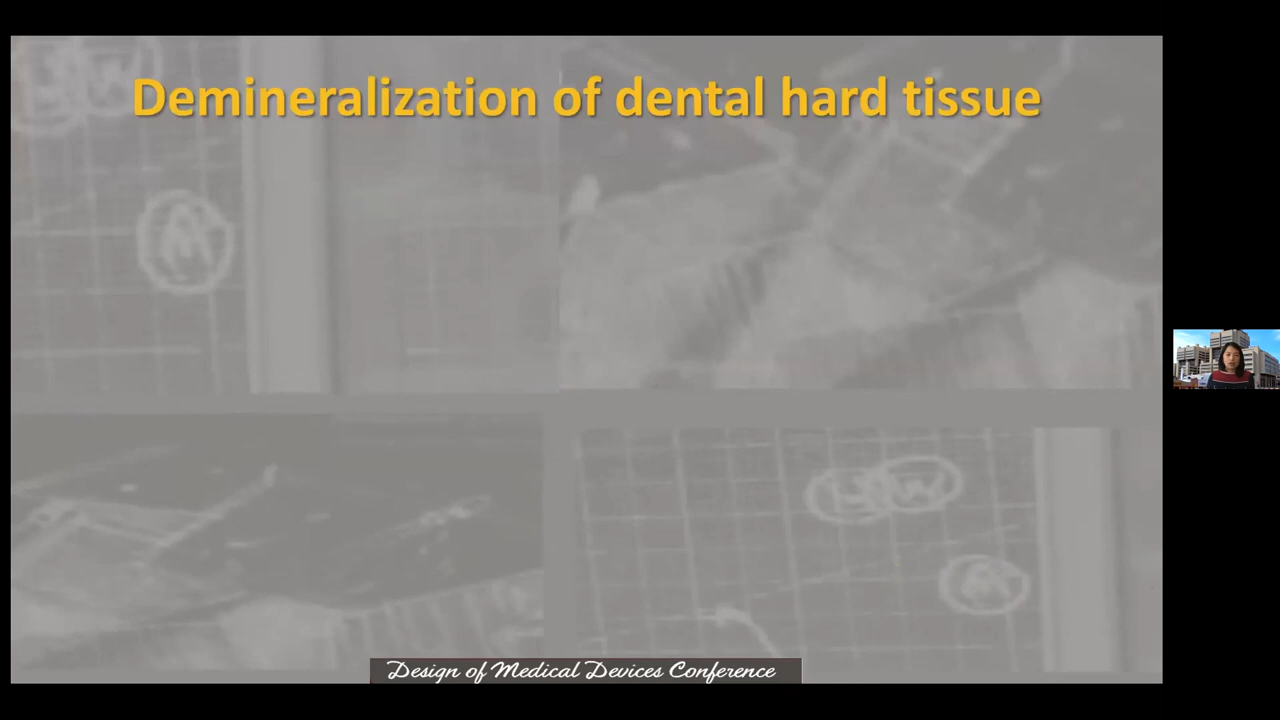 Demineralization of dental hard tissue
Design of Medical Devices Conference